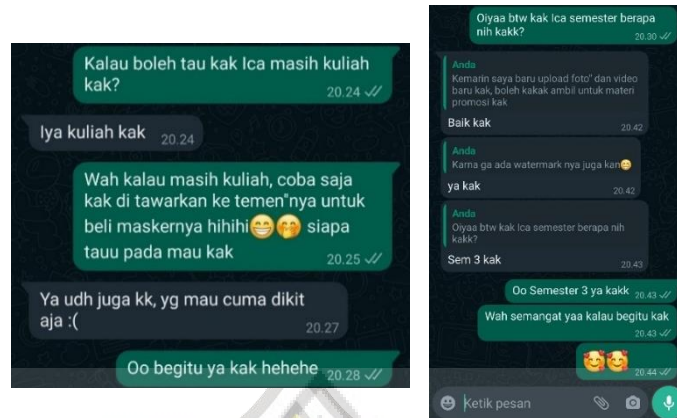 Kalau boleh tau kak Ica masih kuliah
kak?
20.24
Iya kuliah kak 20.24
Wah kalau masih kuliah, coba saja
kak di tawarkan ke temen"nya untuk
beli maskernya hihihi😁🤭 siapa
tauu pada mau kak
20.25
Ya udh juga kk, yg mau cuma dikit
aja :(
20.27
Oo begitu ya kak hehehe 20.28
Oiyaa btw kak Ica semester berapa
nih kakk?
20.30
Anda
Kemarin saya baru upload foto" dan video
baru kak, boleh kakak ambil untuk materi
promosi kak
Baik kak
20.42
Anda
Karna ga ada watermark nya juga kan😄
ya kak
20.42
Anda
Oiyaa btw kak Ica semester berapa nih
kakk?
Sem 3 kak
20.43
Oo Semester 3 ya kakk 20.43
Wah semangat yaa kalau begitu kak
20.43
🥰🥰
20.44
Ketik pesan